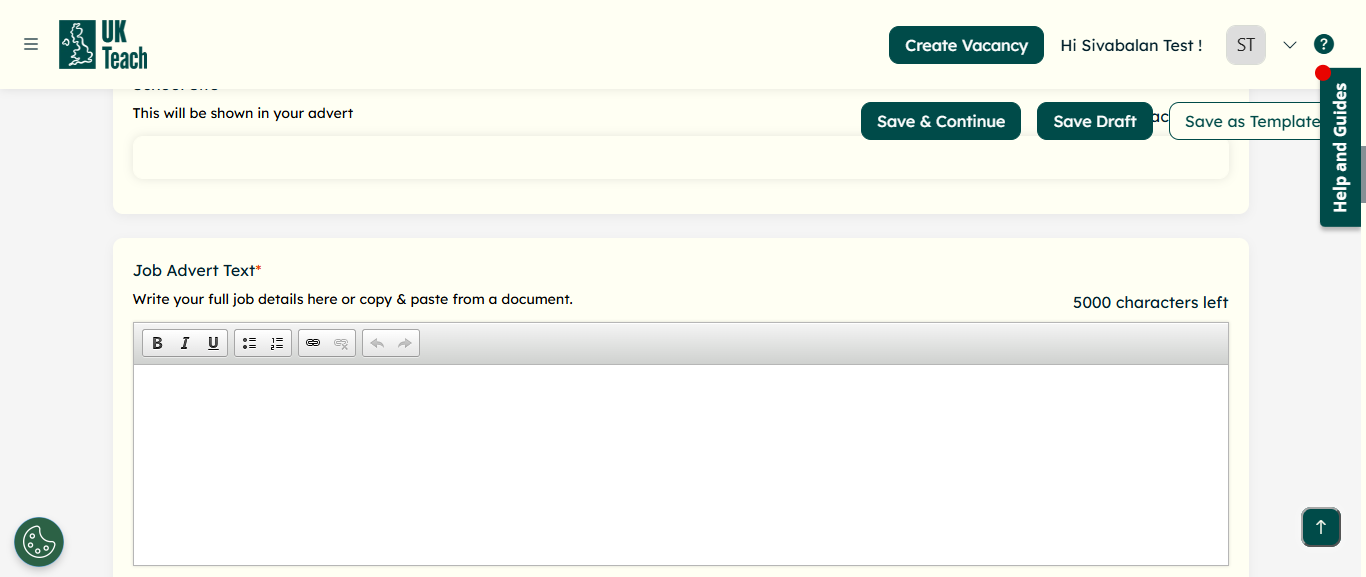 UK
Teach
Create Vacancy
Hi Sivabalan Test !
ST
?
This will be shown in your advert
Save & Continue
Save Draft
Save as Template
Help and Guides
Job Advert Text*
Write your full job details here or copy & paste from a document.
5000 characters left
B I U